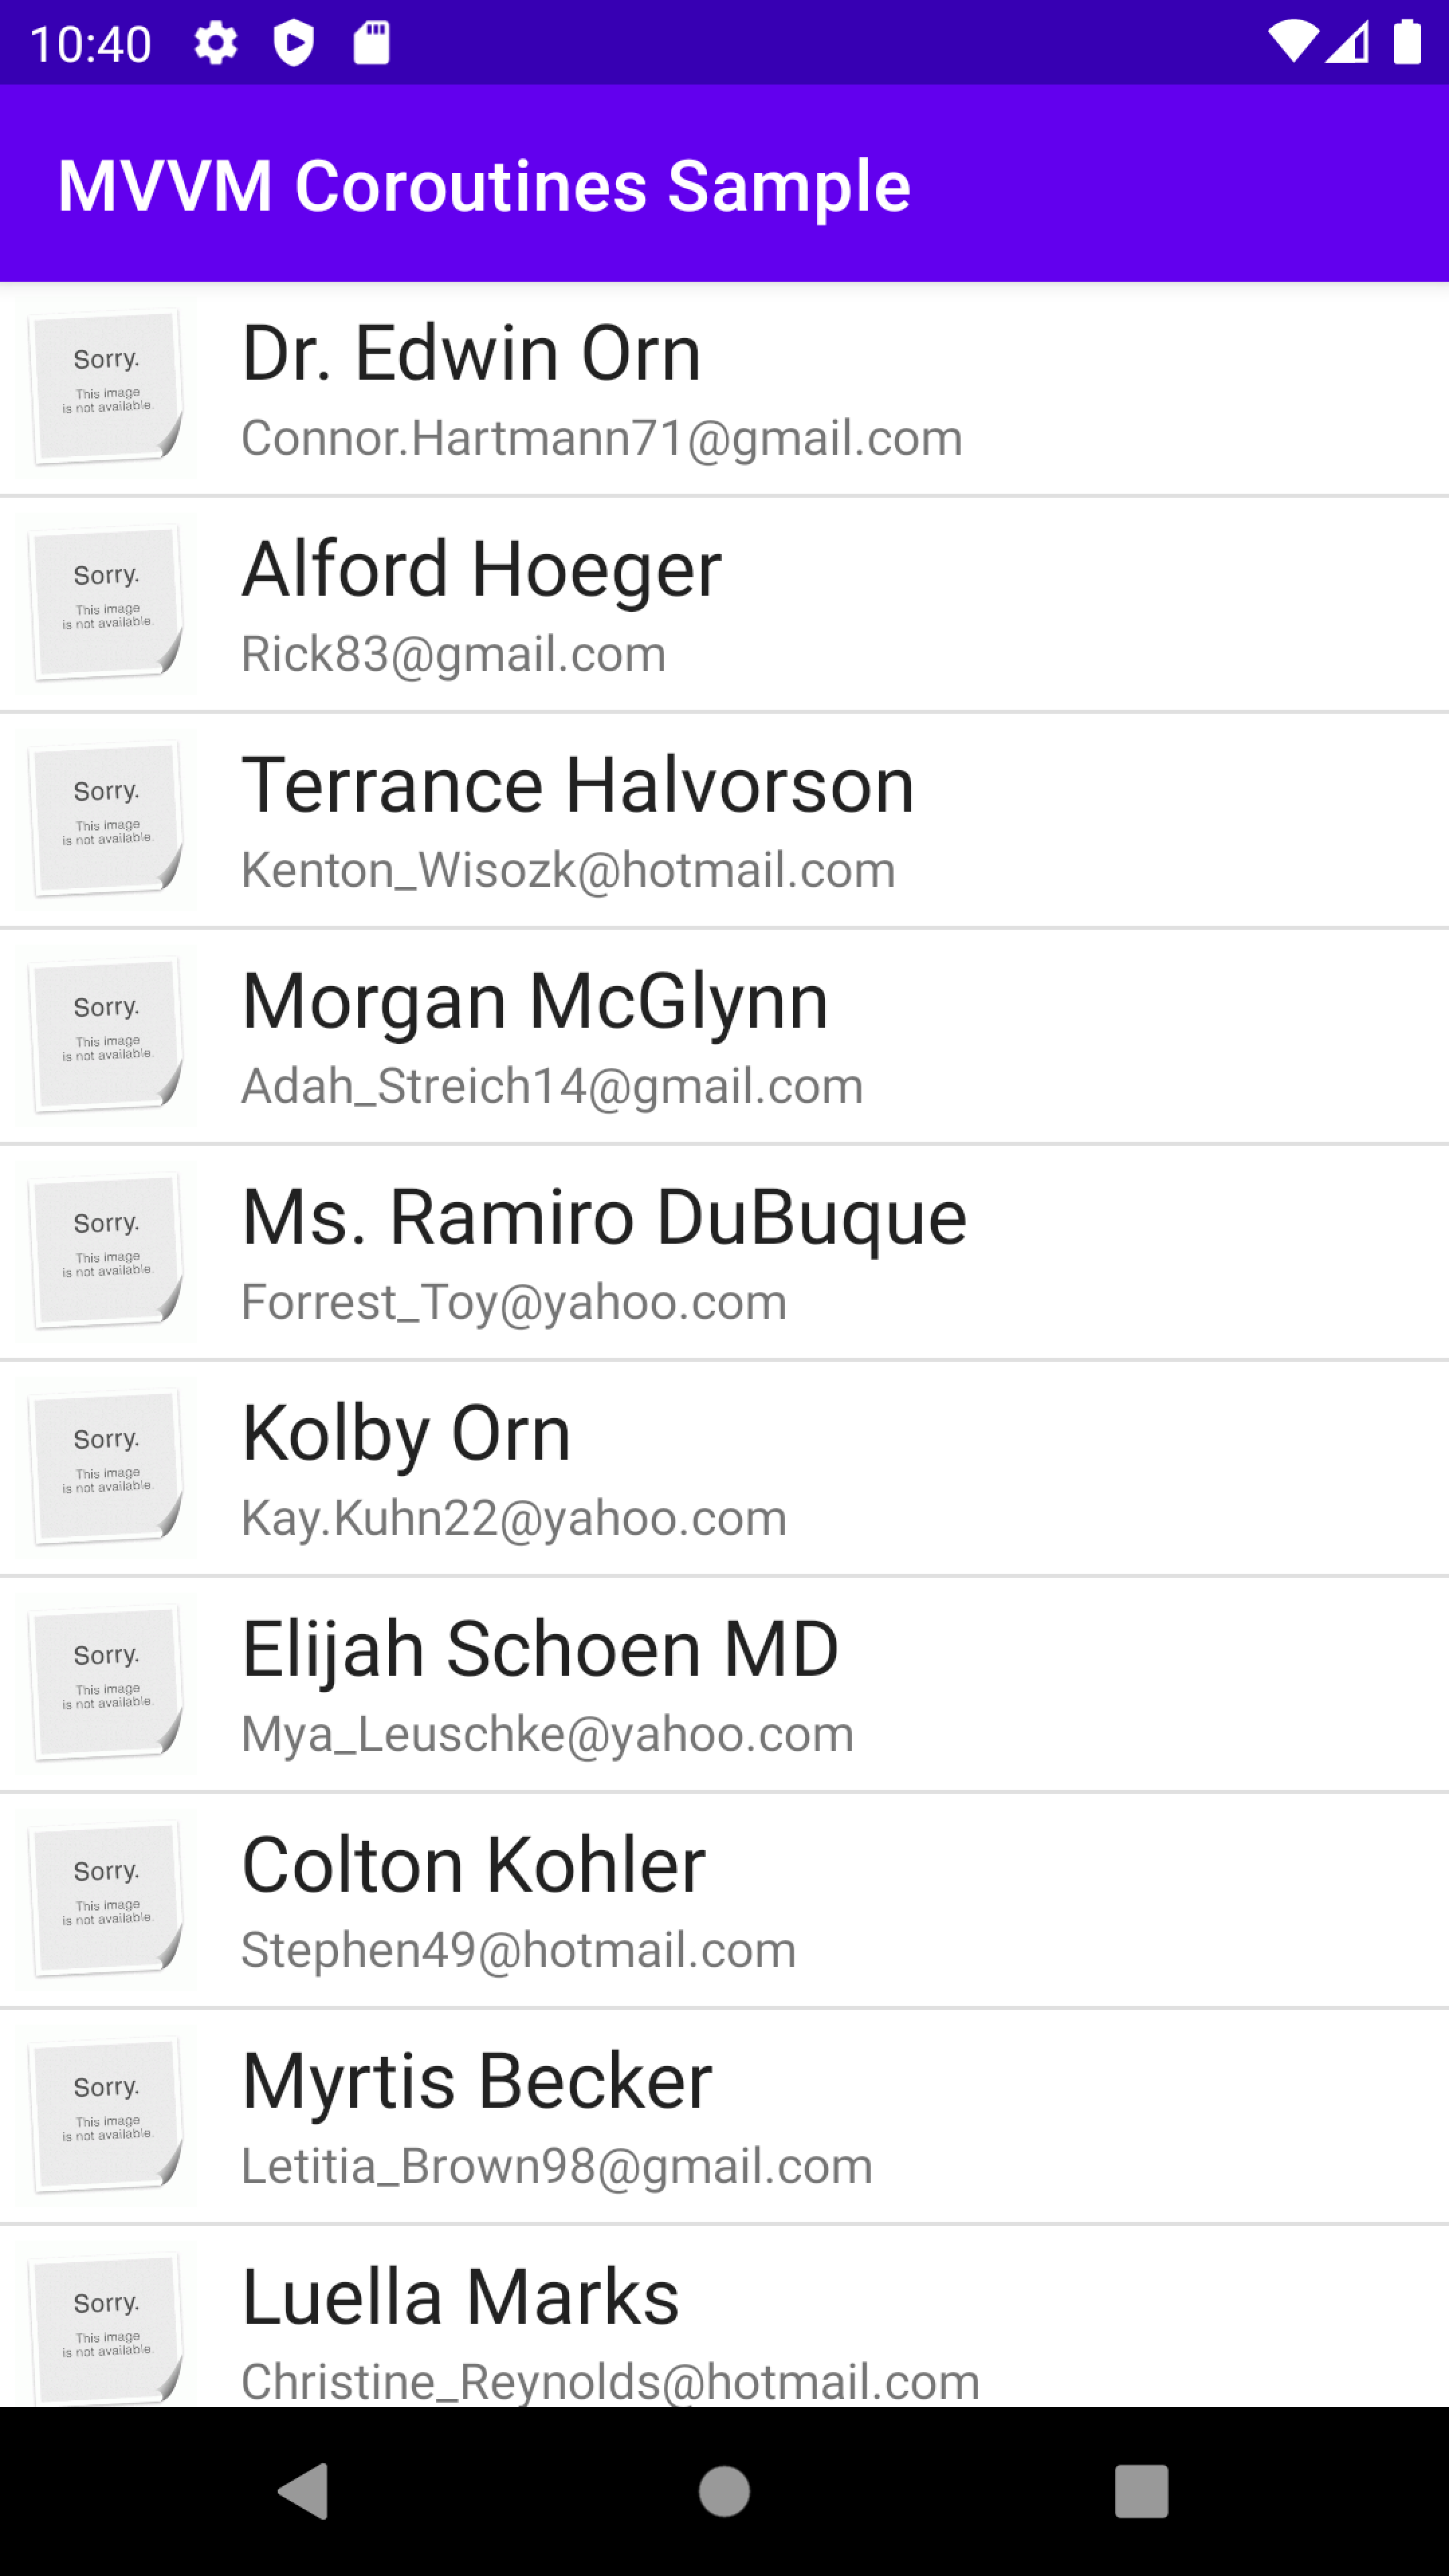 10:40
MVVM Coroutines Sample
Sorry.
This image
is not available.
Dr. Edwin Orn
Connor.Hartmann71@gmail.com
Sorry.
This image
is not available.
Alford Hoeger
Rick83@gmail.com
Sorry.
This image
is not available.
Terrance Halvorson
Kenton_Wisozk@hotmail.com
Sorry.
This image
is not available.
Morgan McGlynn
Adah_Streich14@gmail.com
Sorry.
This image
is not available.
Ms. Ramiro DuBuque
Forrest_Toy@yahoo.com
Sorry.
This image
is not available.
Kolby Orn
Kay.Kuhn22@yahoo.com
Sorry.
This image
is not available.
Elijah Schoen MD
Mya_Leuschke@yahoo.com
Sorry.
This image
is not available.
Colton Kohler
Stephen49@hotmail.com
Sorry.
This image
is not available.
Myrtis Becker
Letitia_Brown98@gmail.com
Sorry.
This image
is not available.
Luella Marks
Christine_Reynolds@hotmail.com